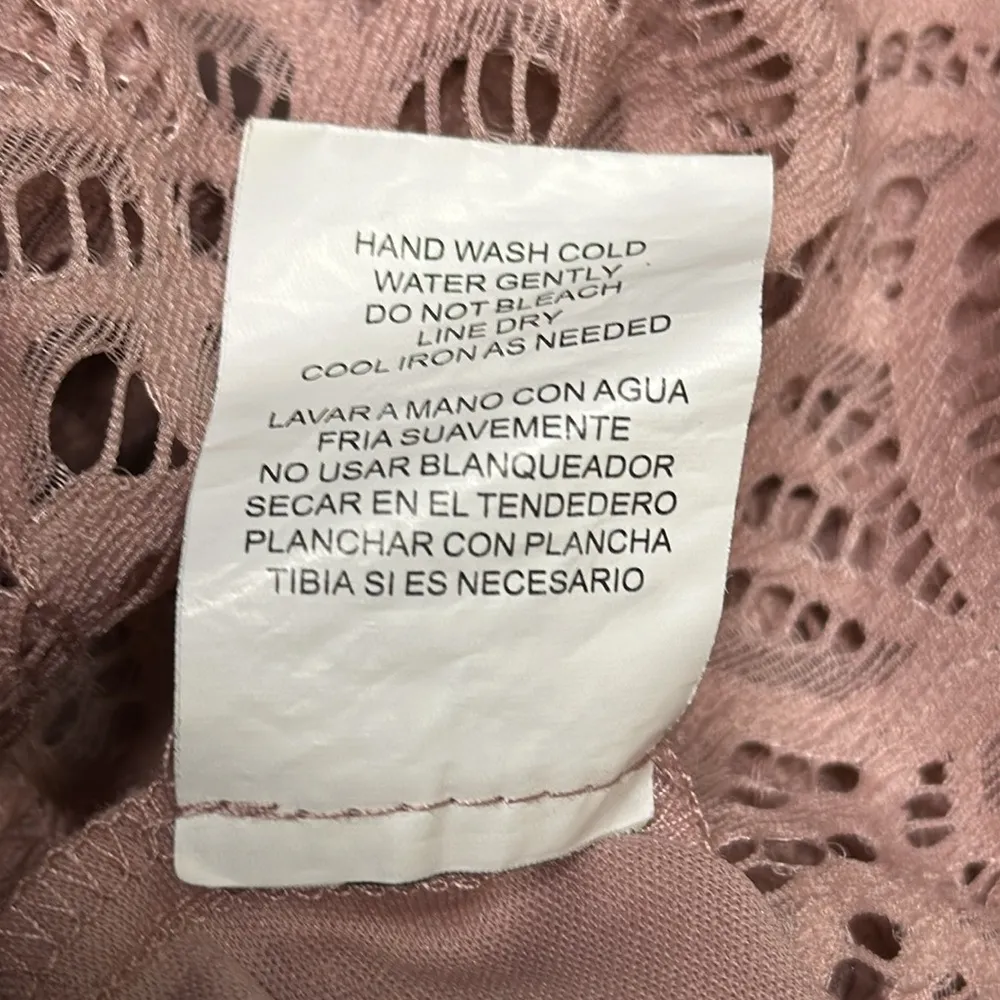 HAND WASH COLD
WATER GENTLY
DO NOT BLEACH
LINE DRY
COOL IRON AS NEEDED
LAVAR A MANO CON AGUA
FRIA SUAVEMENTE
NO USAR BLANQUEADOR
SECAR EN EL TENDEDERO
PLANCHAR CON PLANCHA
TIBIA SI ES NECESARIO